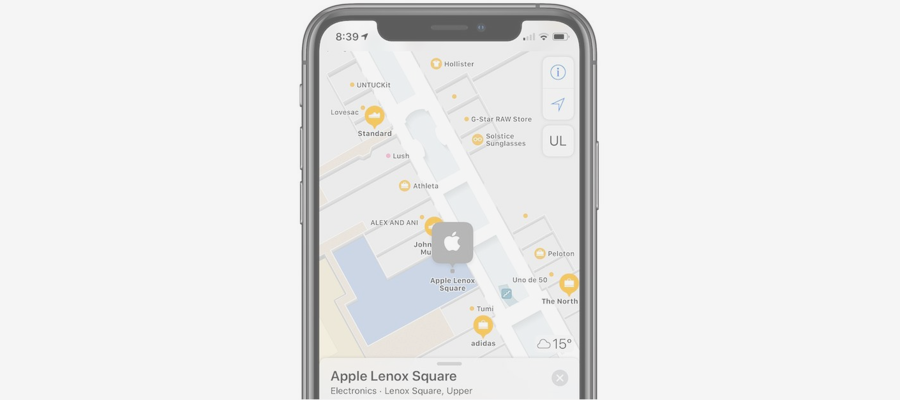 8:39
Hollister
UNTUCKit
Lovesac
Standard
G-Star RAW Store
Solstice
Sunglasses
UL
Lush
Athleta
ALEX AND ANI
John
Mu
Apple Lenox
Square
Peloton
Uno de 50
The North
Tumi
adidas
15°
Apple Lenox Square
Electronics · Lenox Square, Upper